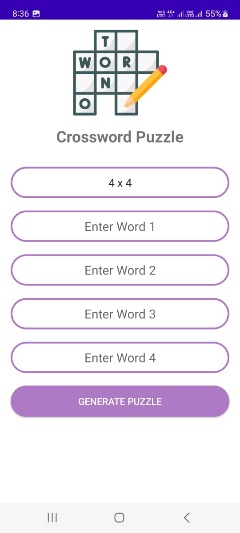 8:36
55%
T
W O R
N
O
Crossword Puzzle
4 x 4
Enter Word 1
Enter Word 2
Enter Word 3
Enter Word 4
GENERATE PUZZLE